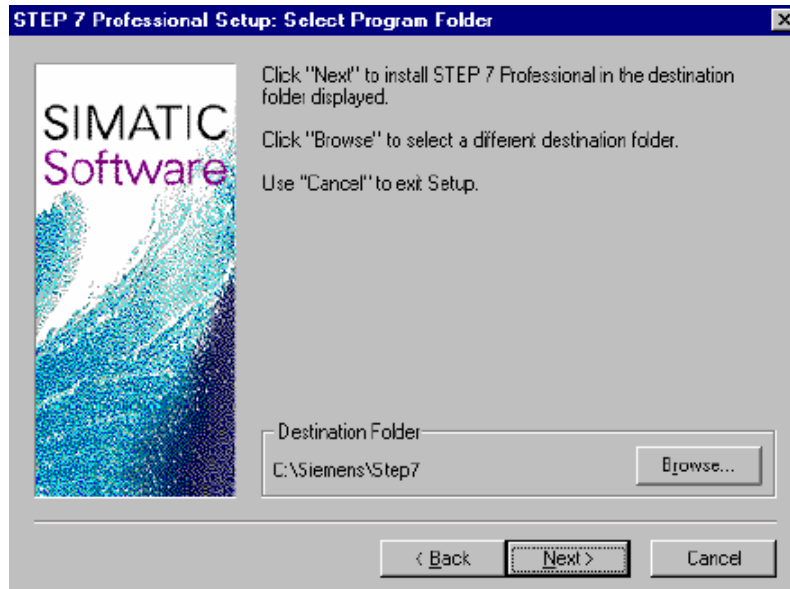 STEP 7 Professional Setup: Select Program Folder
SIMATIC
Software
Click "Next" to install STEP 7 Professional in the destination
folder displayed.
Click "Browse" to select a different destination folder.
Use "Cancel" to exit Setup.
Destination Folder
C:\Siemens\Step7
Browse...
< Back
Next >
Cancel